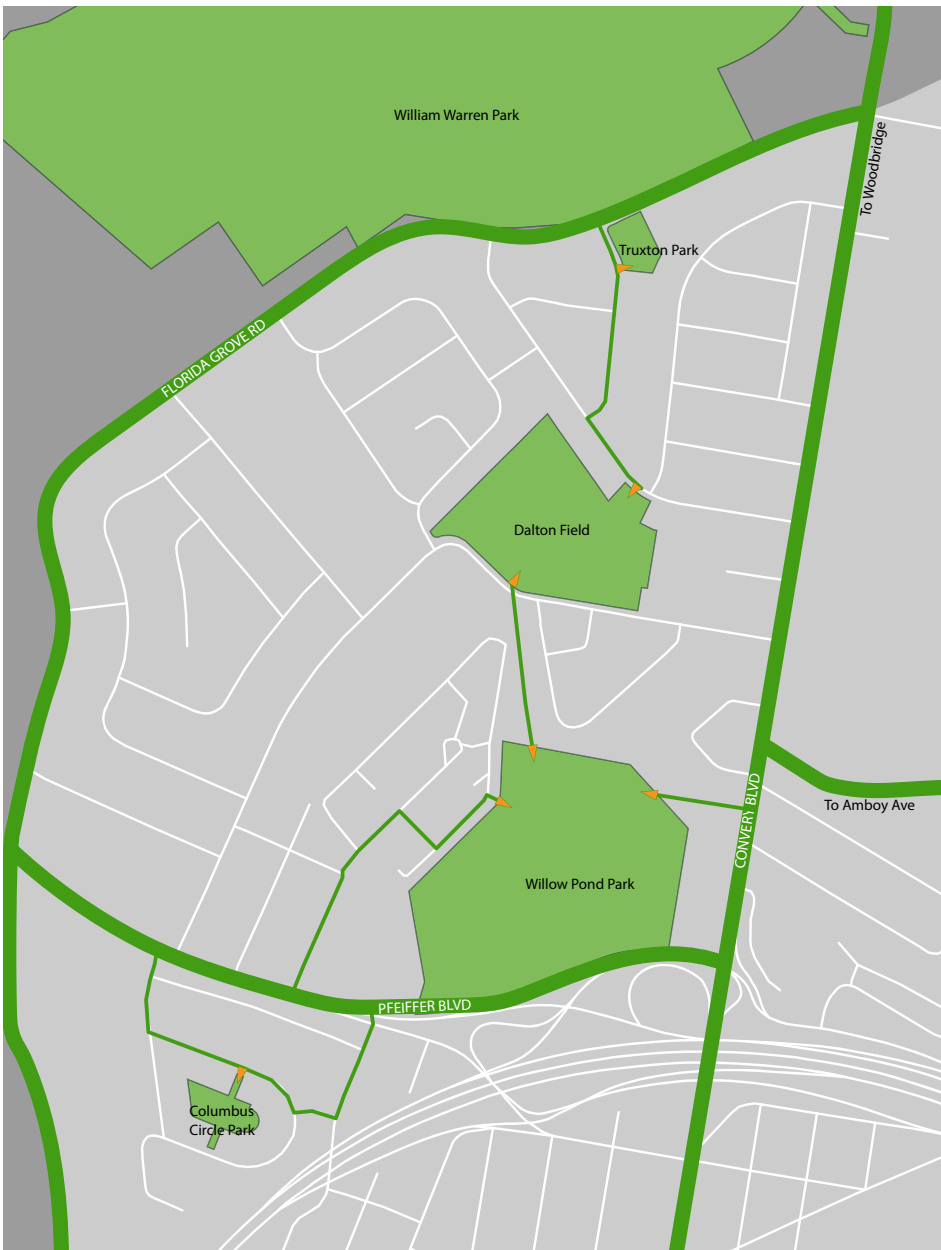 William Warren Park
To Woodbridge
Truxton Park
FLORIDA GROVE RD
Dalton Field
To Amboy Ave
CONVERY BLVD
Willow Pond Park
PFEIFFER BLVD
Columbus
Circle Park